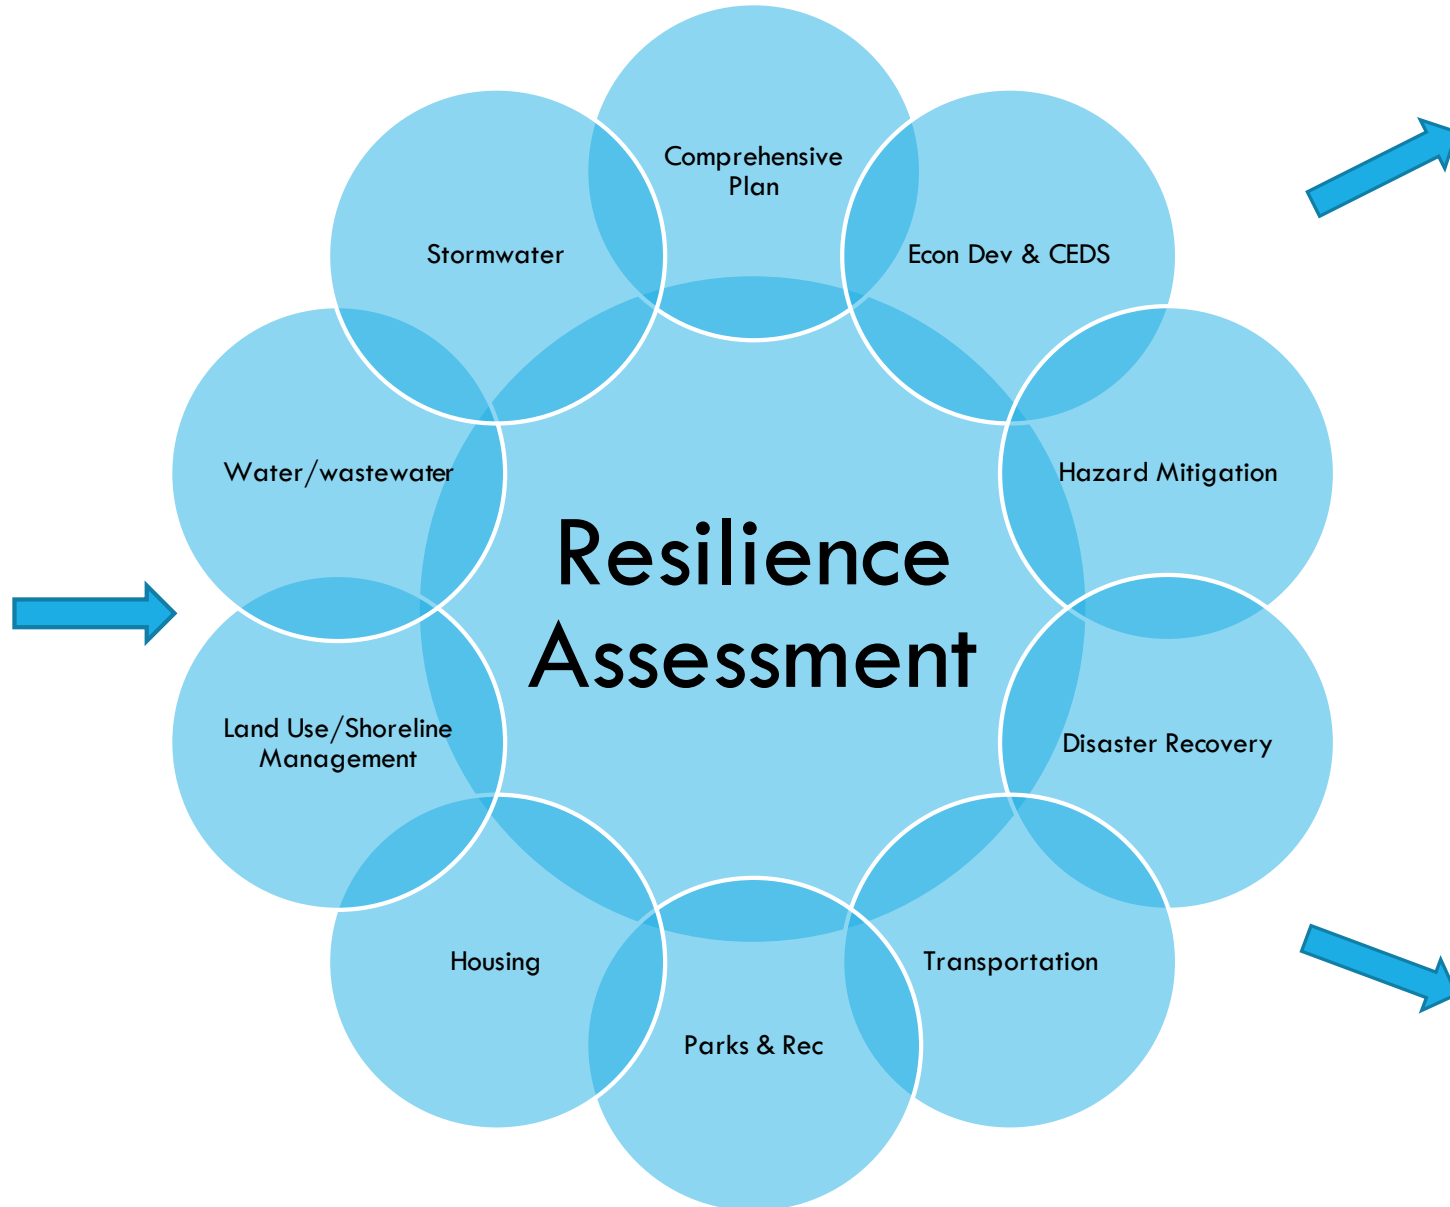 Comprehensive
Plan
Stormwater
Econ Dev & CEDS
Water/wastewater
Hazard Mitigation
Resilience
Assessment
Land Use/Shoreline
Management
Disaster Recovery
Housing
Transportation
Parks & Rec